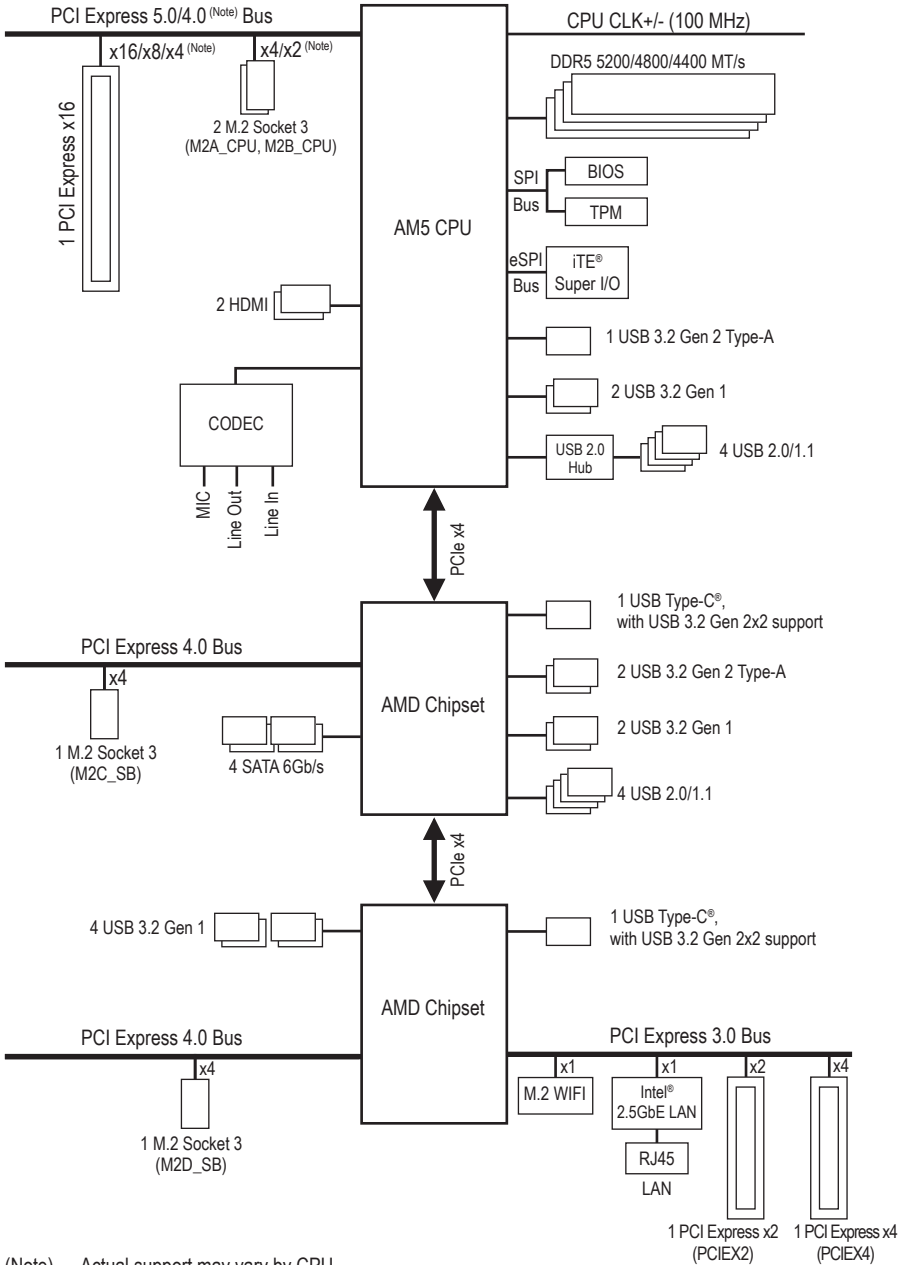 PCI Express 5.0/4.0 (Note) Bus
x16/x8/x4 (Note)
x4/x2 (Note)
1 PCI Express x16
2 M.2 Socket 3
(M2A_CPU, M2B_CPU)
CPU CLK+/- (100 MHz)
DDR5 5200/4800/4400 MT/s
AM5 CPU
SPI
Bus
BIOS
TPM
eSPI
Bus
iTE®
Super I/O
2 HDMI
1 USB 3.2 Gen 2 Type-A
2 USB 3.2 Gen 1
CODEC
MIC
Line Out
Line In
USB 2.0
Hub
4 USB 2.0/1.1
PCIe x4
PCI Express 4.0 Bus
x4
1 M.2 Socket 3
(M2C_SB)
4 SATA 6Gb/s
AMD Chipset
1 USB Type-C®,
with USB 3.2 Gen 2x2 support
2 USB 3.2 Gen 2 Type-A
2 USB 3.2 Gen 1
4 USB 2.0/1.1
PCIe x4
4 USB 3.2 Gen 1
AMD Chipset
1 USB Type-C®,
with USB 3.2 Gen 2x2 support
PCI Express 4.0 Bus
x4
1 M.2 Socket 3
(M2D_SB)
PCI Express 3.0 Bus
x1
x1
x2
x4
M.2 WIFI
Intel®
2.5GbE LAN
RJ45
LAN
1 PCI Express x2
(PCIEX2)
1 PCI Express x4
(PCIEX4)
(Note) Actual support may vary by CPU.